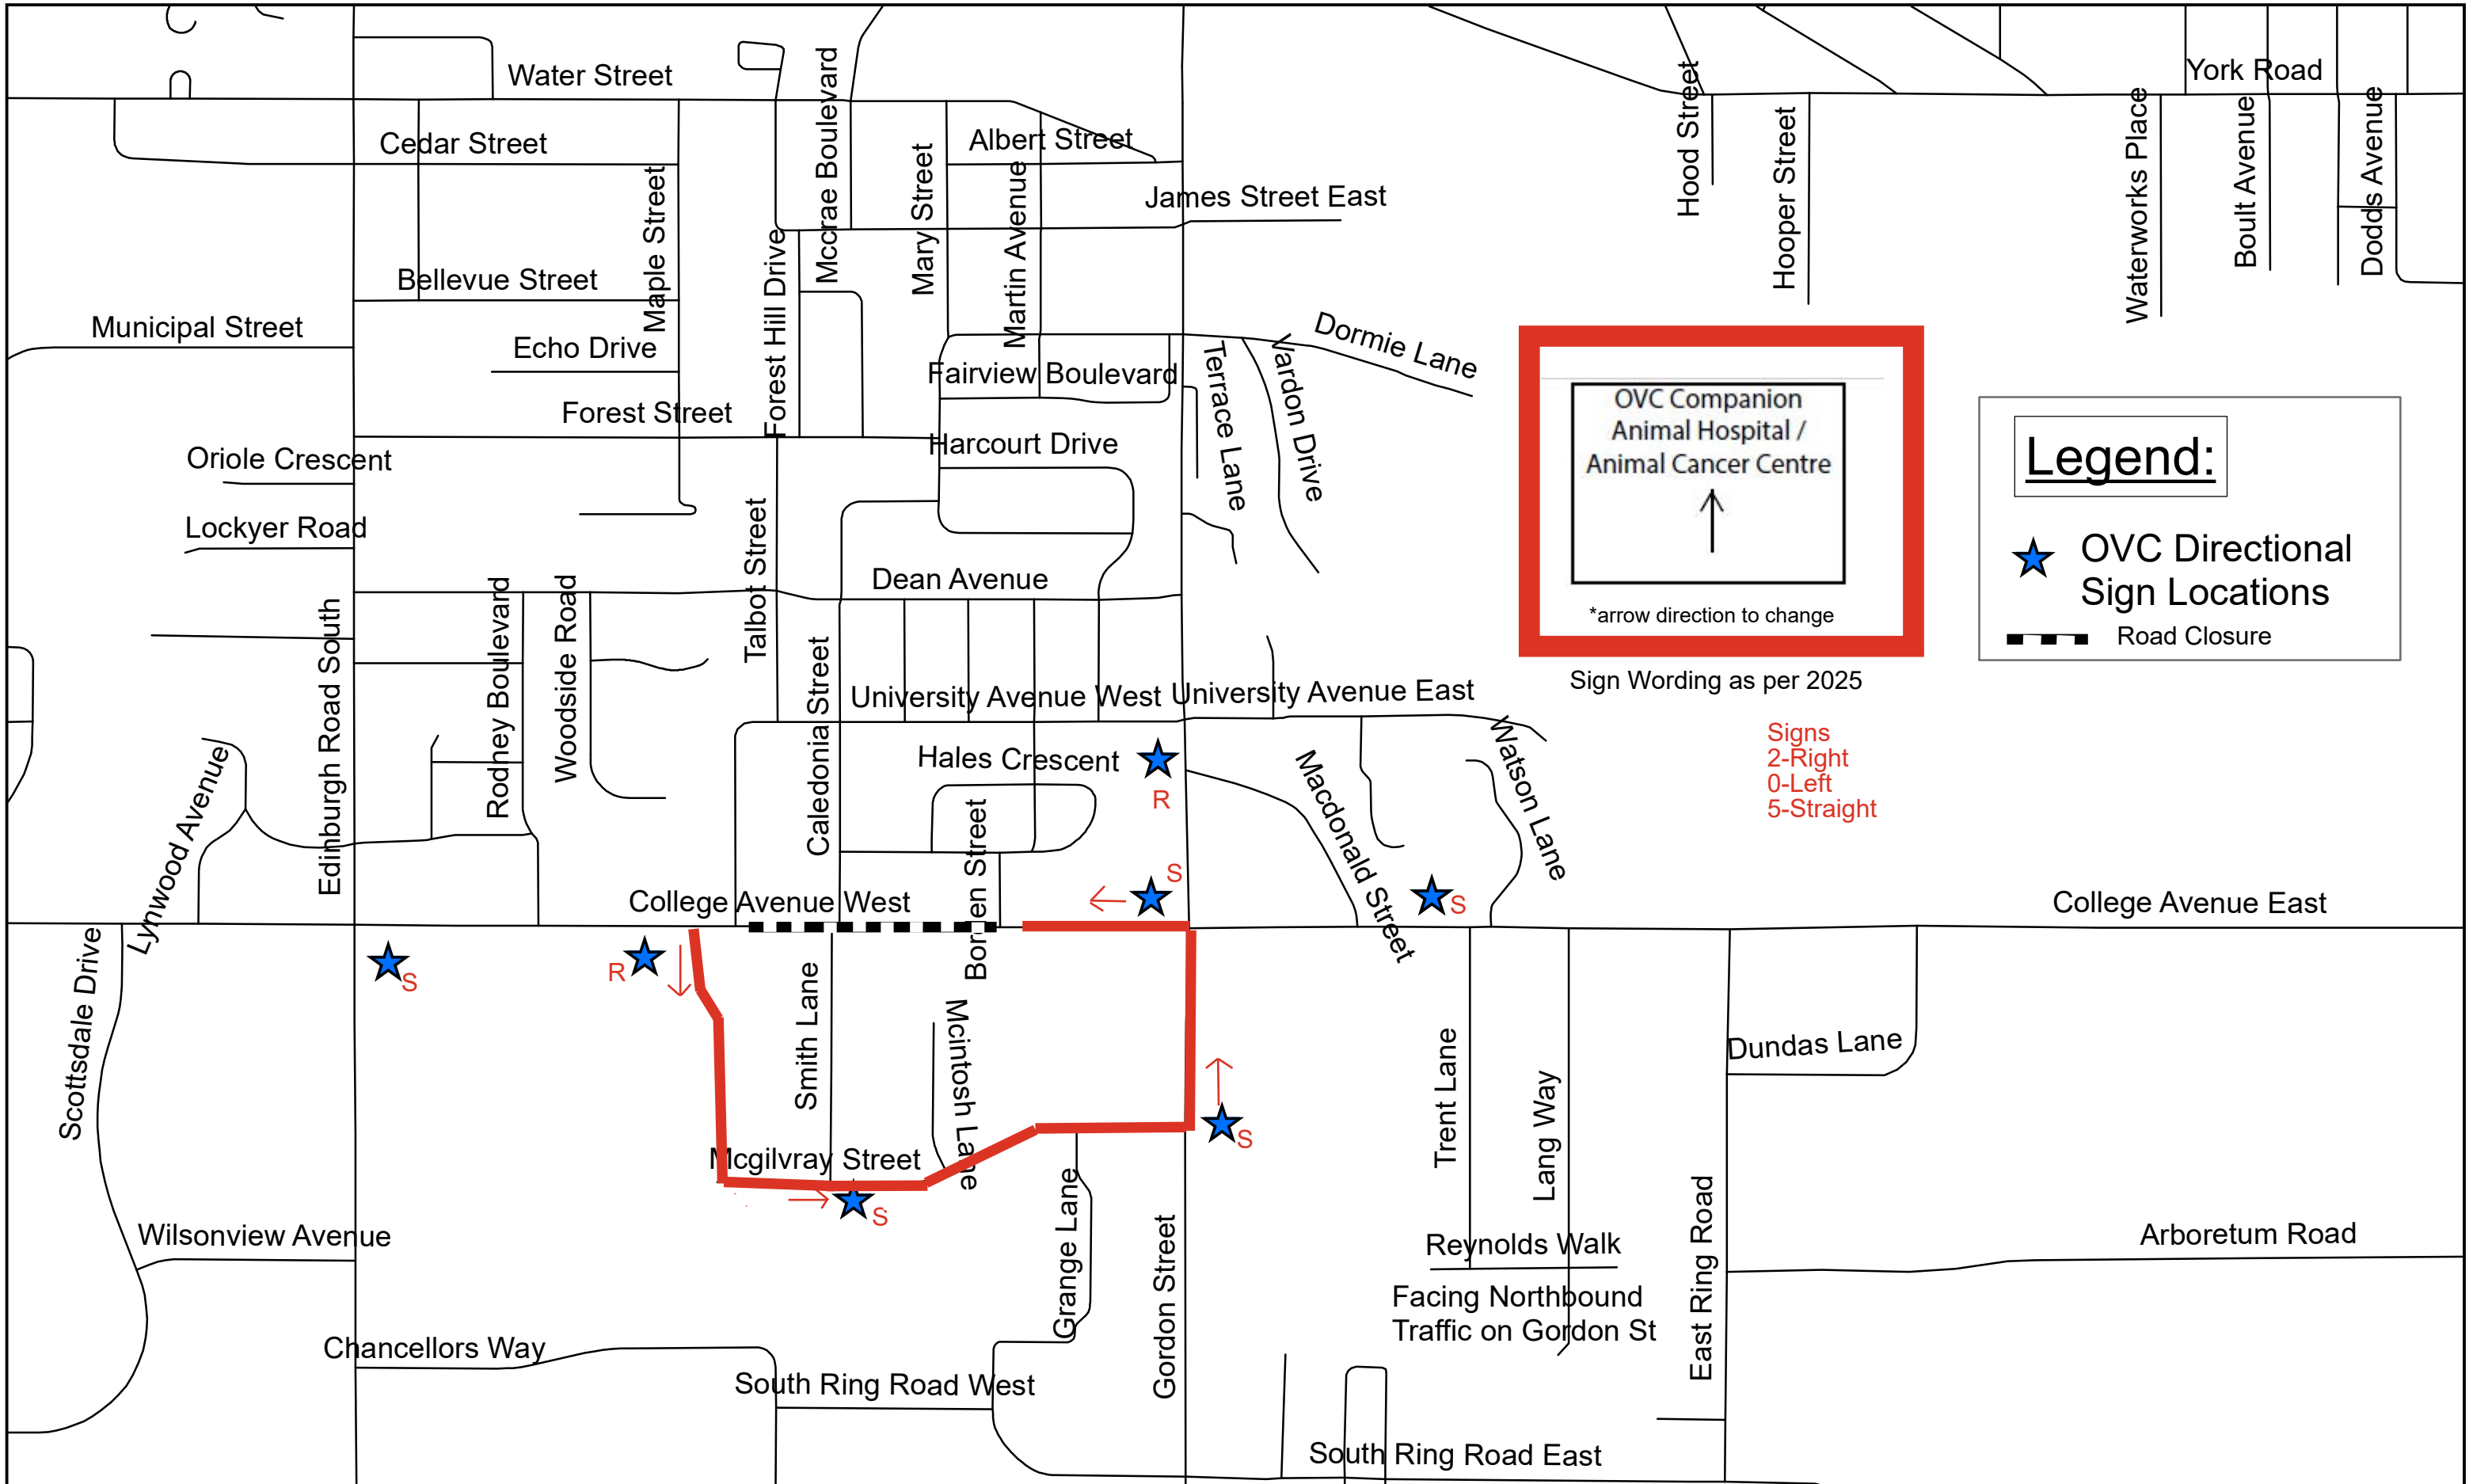 Water Street
York Road
Cedar Street
Albert Street
Mccrae Boulevard
Hood Street
Hooper Street
Waterworks Place
Boult Avenue
Dodds Avenue
James Street East
Maple Street
Mary Street
Martin Avenue
Bellevue Street
Forest Hill Drive
Municipal Street
Echo Drive
Dormie Lane
Fairview Boulevard
Terrace Lane
Vardon Drive
Forest Street
Harcourt Drive
Oriole Crescent
Lockyer Road
OVC Companion
Animal Hospital /
Animal Cancer Centre
*arrow direction to change
Sign Wording as per 2025
Legend:
OVC Directional
Sign Locations
Road Closure
Signs
2-Right
0-Left
5-Straight
Talbot Street
Dean Avenue
Edinburgh Road South
Rodney Boulevard
Woodside Road
Caledonia Street
University Avenue West
University Avenue East
Hales Crescent
R
Macdonald Street
Watson Lane
Lynwood Avenue
Borden Street
College Avenue West
S
S
College Avenue East
Scottsdale Drive
S
R
Smith Lane
Mcintosh Lane
Trent Lane
Lang Way
Dundas Lane
Mcgilvray Street
S
S
Grange Lane
Gordon Street
East Ring Road
Wilsonview Avenue
Reynolds Walk
Arboretum Road
Facing Northbound
Traffic on Gordon St
Chancellors Way
South Ring Road West
South Ring Road East